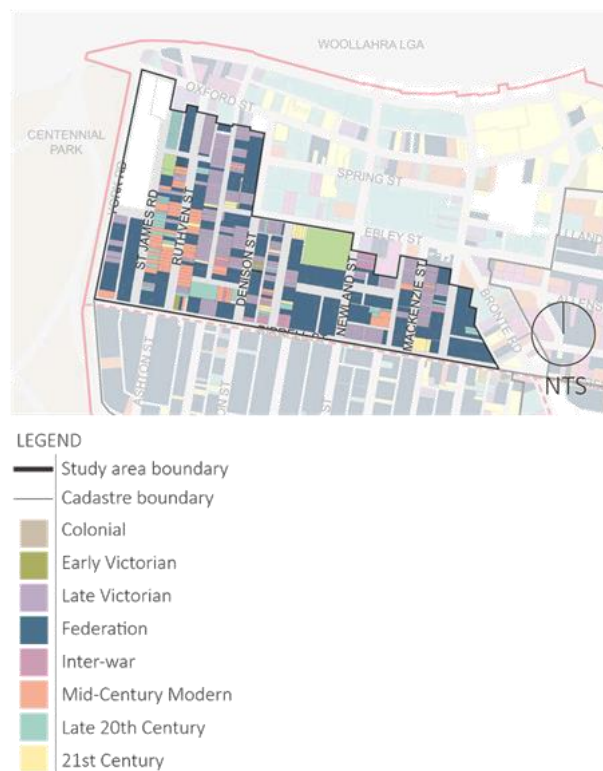 WOOLLAHRA LGA
OXFORD ST
CENTENNIAL
PARK
SPRING ST
ST JAMES RD
RUTHVEN ST
DENISON ST
EBLEY ST
NEWLAND ST
MACKENZIE ST
BRONTE RD
ASHTON ST
NTS
LEGEND
Study area boundary
Cadastre boundary
Colonial
Early Victorian
Late Victorian
Federation
Inter-war
Mid-Century Modern
Late 20th Century
21st Century